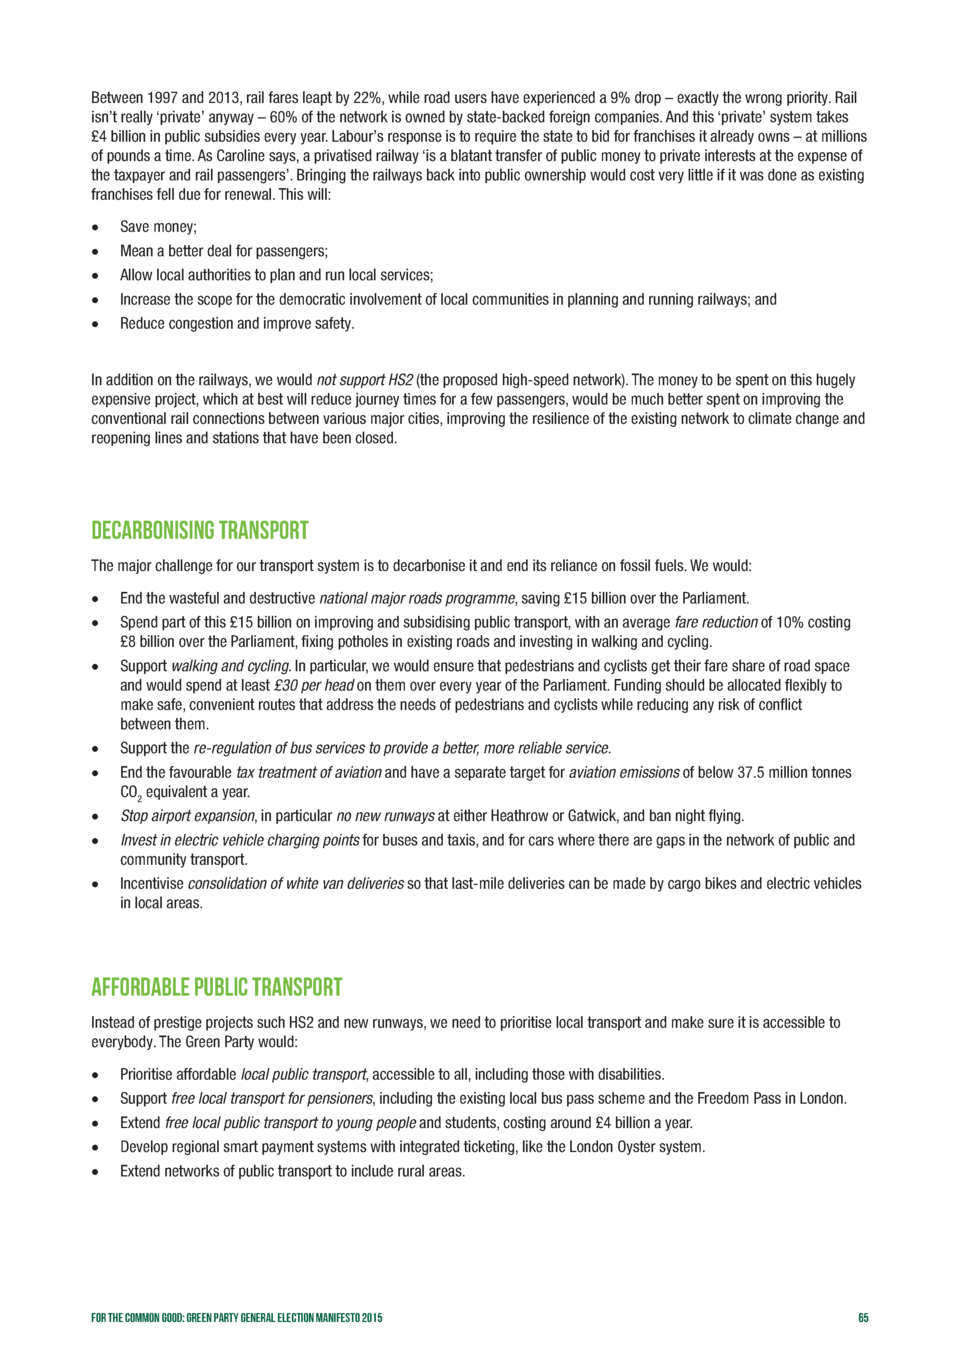 Between 1997 and 2013, rail fares leapt by 22%, while road users have experienced a 9% drop – exactly the wrong priority. Rail
isn’t really ‘private’ anyway – 60% of the network is owned by state-backed foreign companies. And this ‘private’ system takes
£4 billion in public subsidies every year. Labour’s response is to require the state to bid for franchises it already owns – at millions
of pounds a time. As Caroline says, a privatised railway ‘is a blatant transfer of public money to private interests at the expense of
the taxpayer and rail passengers’. Bringing the railways back into public ownership would cost very little if it was done as existing
franchises fell due for renewal. This will:
• Save money;
• Mean a better deal for passengers;
• Allow local authorities to plan and run local services;
• Increase the scope for the democratic involvement of local communities in planning and running railways; and
• Reduce congestion and improve safety.
In addition on the railways, we would not support HS2 (the proposed high-speed network). The money to be spent on this hugely
expensive project, which at best will reduce journey times for a few passengers, would be much better spent on improving the
conventional rail connections between various major cities, improving the resilience of the existing network to climate change and
reopening lines and stations that have been closed.
DECARBONISING TRANSPORT
The major challenge for our transport system is to decarbonise it and end its reliance on fossil fuels. We would:
• End the wasteful and destructive national major roads programme, saving £15 billion over the Parliament.
• Spend part of this £15 billion on improving and subsidising public transport, with an average fare reduction of 10% costing
£8 billion over the Parliament, fixing potholes in existing roads and investing in walking and cycling.
• Support walking and cycling. In particular, we would ensure that pedestrians and cyclists get their fare share of road space
and would spend at least £30 per head on them over every year of the Parliament. Funding should be allocated flexibly to
make safe, convenient routes that address the needs of pedestrians and cyclists while reducing any risk of conflict
between them.
• Support the re-regulation of bus services to provide a better, more reliable service.
• End the favourable tax treatment of aviation and have a separate target for aviation emissions of below 37.5 million tonnes
CO2 equivalent a year.
• Stop airport expansion, in particular no new runways at either Heathrow or Gatwick, and ban night flying.
• Invest in electric vehicle charging points for buses and taxis, and for cars where there are gaps in the network of public and
community transport.
• Incentivise consolidation of white van deliveries so that last-mile deliveries can be made by cargo bikes and electric vehicles
in local areas.
AFFORDABLE PUBLIC TRANSPORT
Instead of prestige projects such HS2 and new runways, we need to prioritise local transport and make sure it is accessible to
everybody. The Green Party would:
• Prioritise affordable local public transport, accessible to all, including those with disabilities.
• Support free local transport for pensioners, including the existing local bus pass scheme and the Freedom Pass in London.
• Extend free local public transport to young people and students, costing around £4 billion a year.
• Develop regional smart payment systems with integrated ticketing, like the London Oyster system.
• Extend networks of public transport to include rural areas.
FOR THE COMMON GOOD: GREEN PARTY GENERAL ELECTION MANIFESTO 2015 65